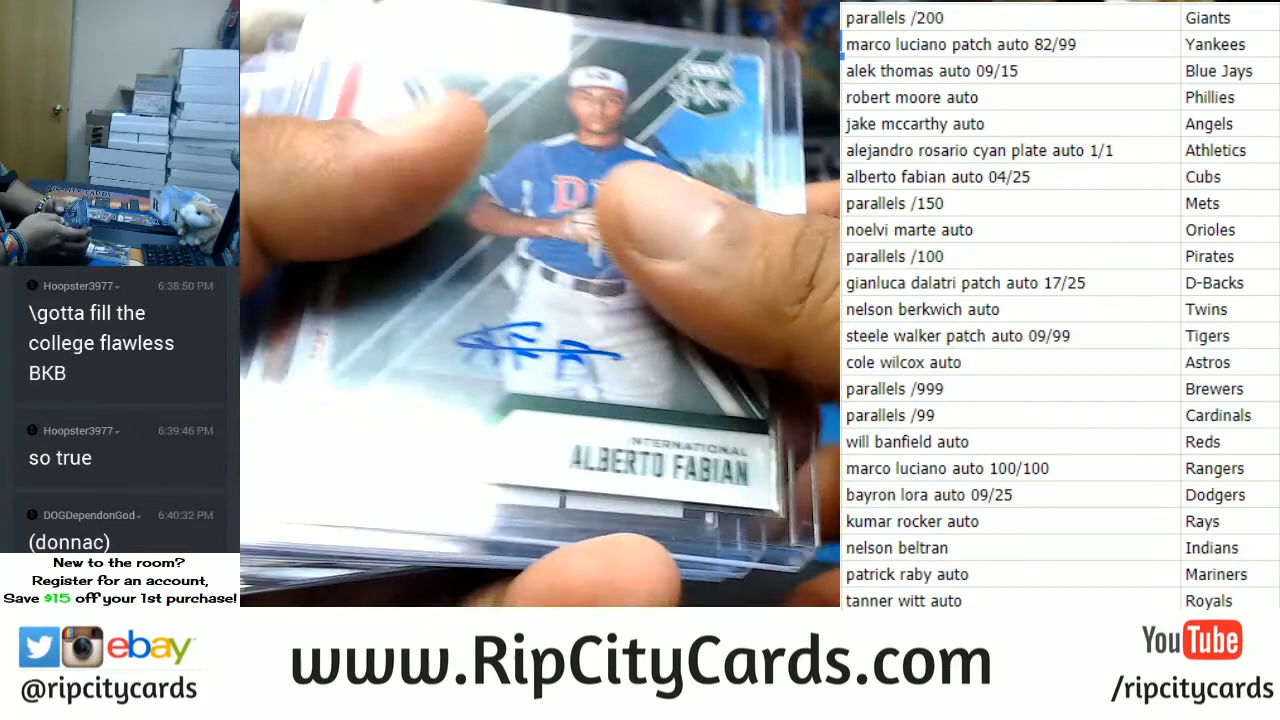 Hoopster3977 6:38:50 PM
\gotta fill the
college flawless
BKB
Hoopster3977 6:39:46 PM
so true
DOGDependonGod 6:40:32 PM
(donnac)
New to the room?
Register for an account,
Save $15 off your 1st purchase!
INTERNATIONAL
ALBERTO FABIAN
parallels /200 Giants
marco luciano patch auto 82/99 Yankees
alek thomas auto 09/15 Blue Jays
robert moore auto Phillies
jake mccarthy auto Angels
alejandro rosario cyan plate auto 1/1 Athletics
alberto fabian auto 04/25 Cubs
parallels /150 Mets
noelvi marte auto Orioles
parallels /100 Pirates
gianluca dalatri patch auto 17/25 D-Backs
nelson berkwich auto Twins
steele walker patch auto 09/99 Tigers
cole wilcox auto Astros
parallels /999 Brewers
parallels /99 Cardinals
will banfield auto Reds
marco luciano auto 100/100 Rangers
bayron lora auto 09/25 Dodgers
kumar rocker auto Rays
nelson beltran Indians
patrick raby auto Mariners
tanner witt auto Royals
ebay
@ripcitycards
www.RipCityCards.com
YouTube
/ripcitycards